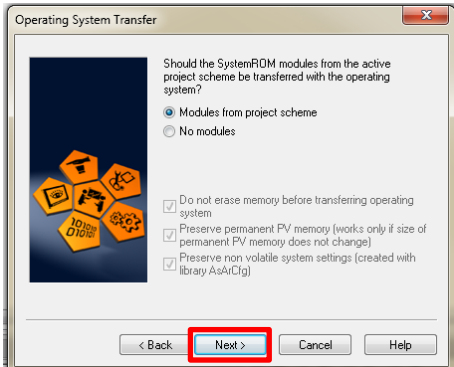 Operating System Transfer
Should the SystemROM modules from the active
project scheme be transferred with the operating
system?
Modules from project scheme
No modules
Do not erase memory before transferring operating
system
Preserve permanent PV memory (works only if size of
permanent PV memory does not change)
Preserve non volatile system settings (created with
library AsArCfg)
10101
01010
< Back
Next >
Cancel
Help